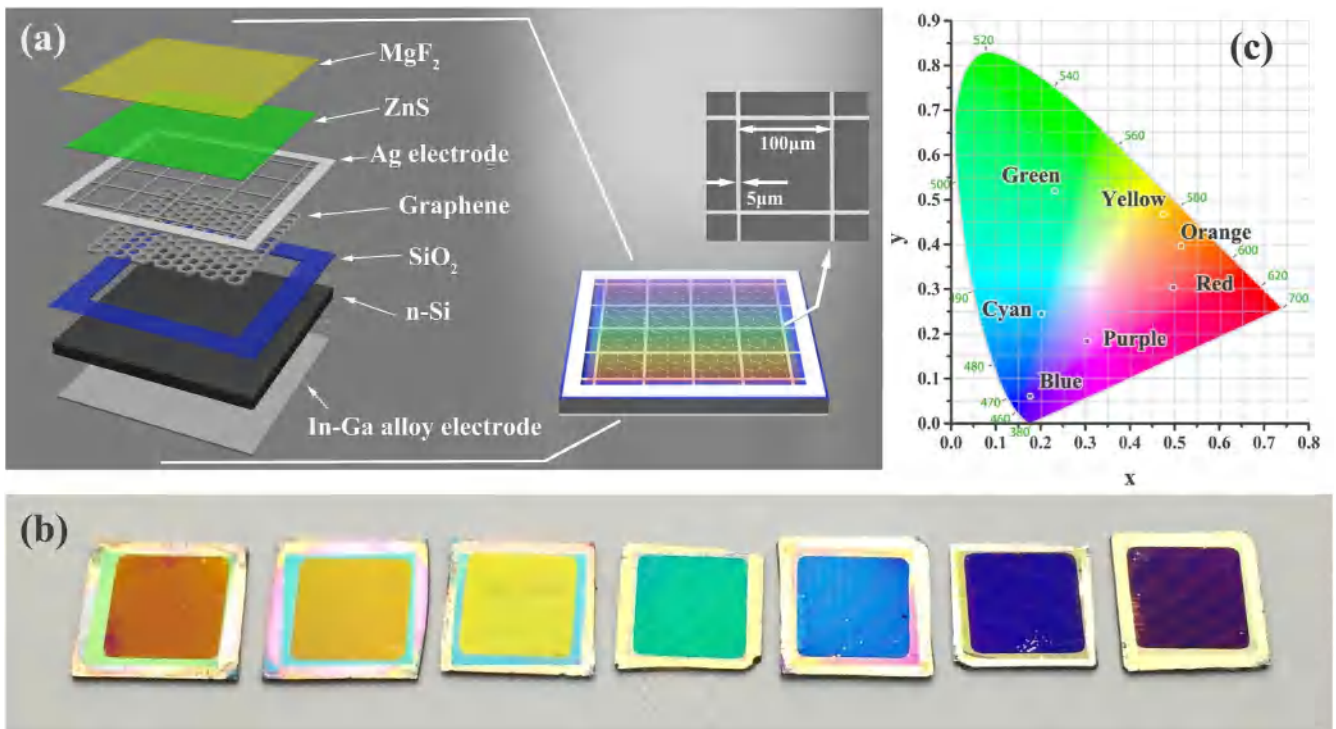 (a)
MgF2
ZnS
Ag electrode
Graphene
SiO2
n-Si
In-Ga alloy electrode
100μm
5μm
(c)
0.9
0.8
0.7
0.6
0.5
0.4
0.3
0.2
0.1
0.0
y
520
540
560
500
580
600
620
700
490
480
470
460
380
Green
Yellow
Orange
Red
Cyan
Purple
Blue
0.0 0.1 0.2 0.3 0.4 0.5 0.6 0.7 0.8
x
(b)